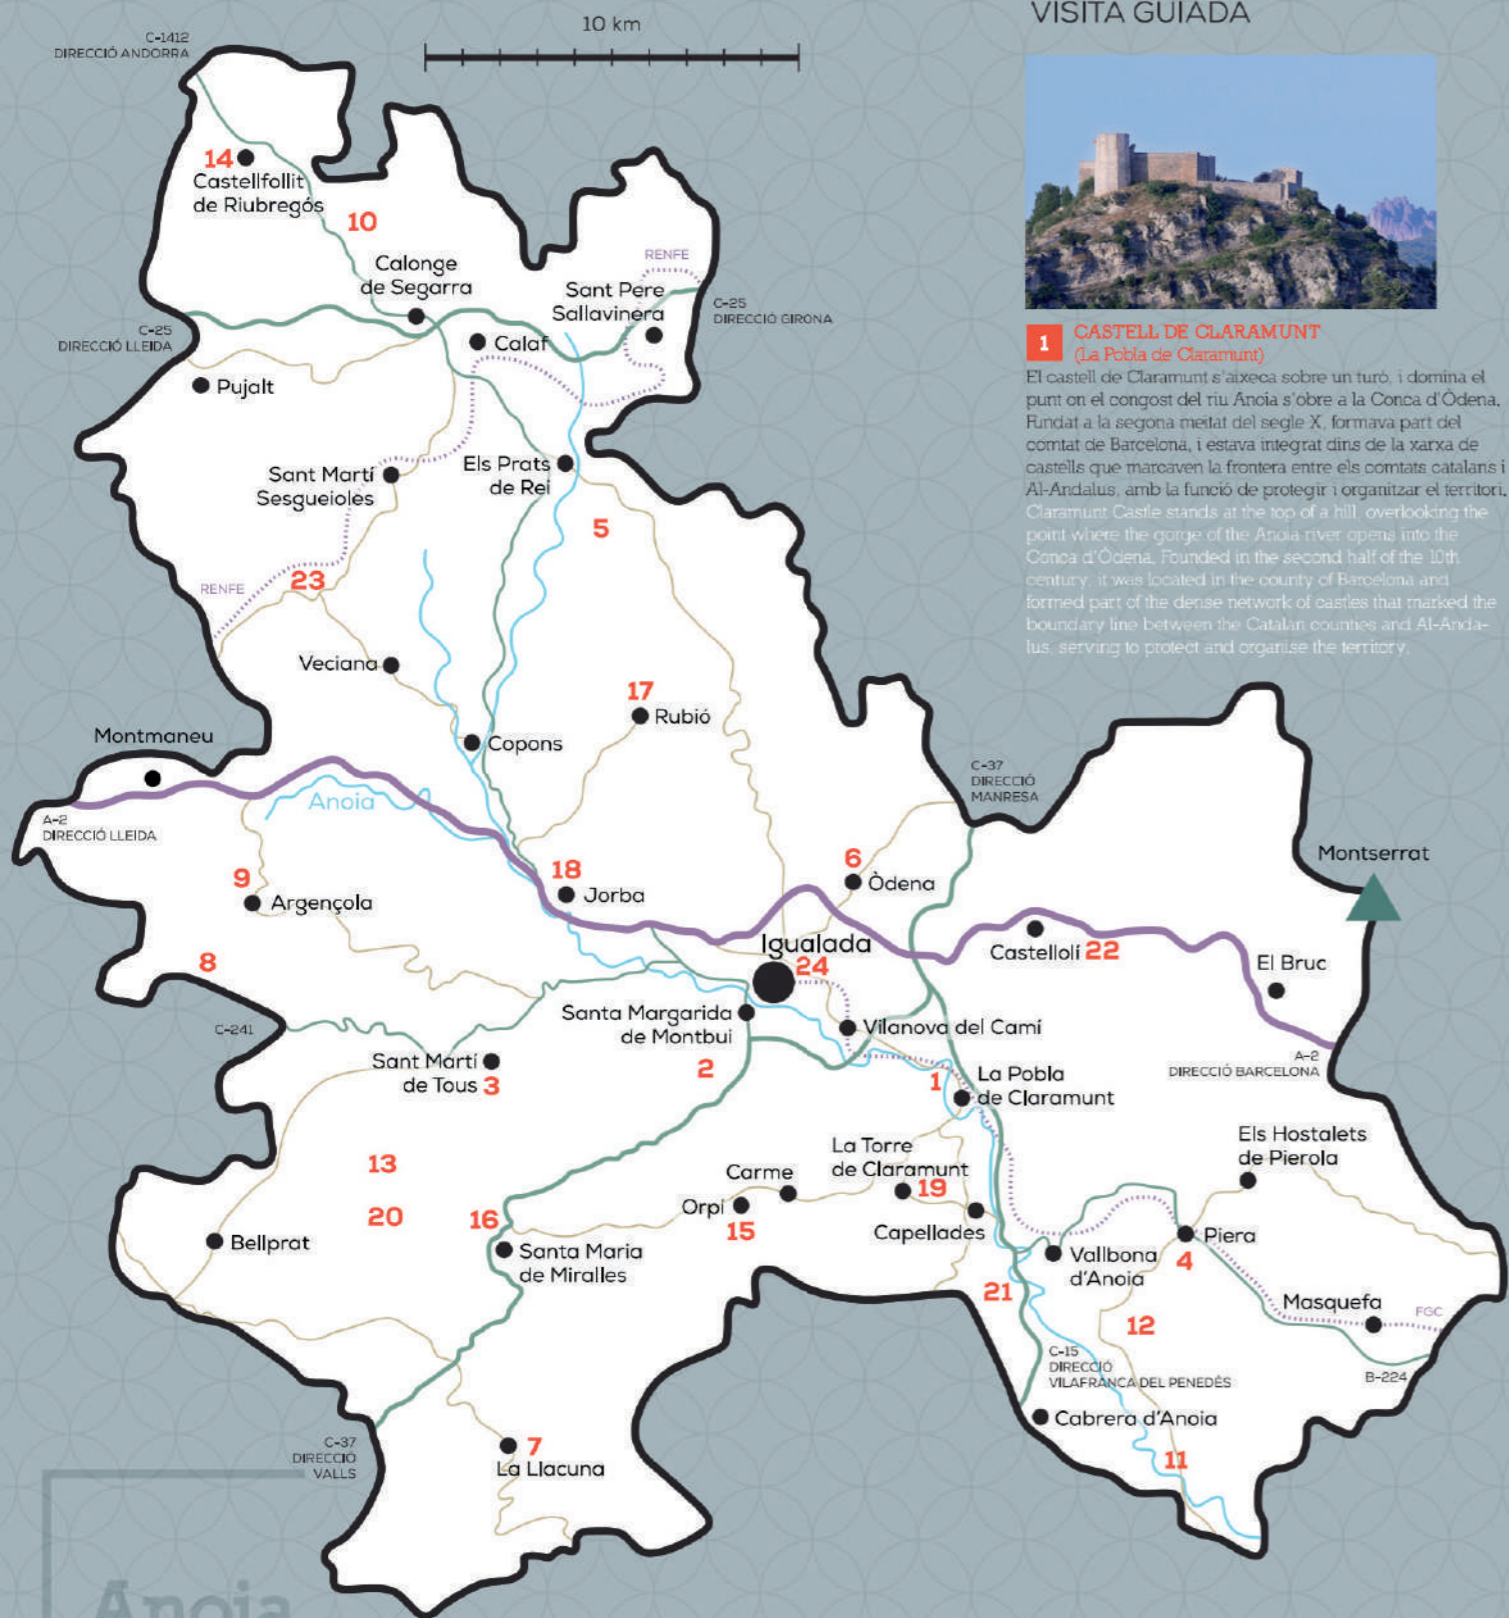 10 km
VISITA GUIADA
C-1412
DIRECCIÓ ANDORRA
14
Castellfollit
de Riubregós
10
Calonge
de Segarra
RENFE
Sant Pere
Sallavinera
C-25
DIRECCIÓ GIRONA
C-25
DIRECCIÓ LLEIDA
Calaf
Pujalt
1
CASTELL DE CLARAMUNT
(La Pobla de Claramunt)
El castell de Claramunt s'aixeca sobre un turó, i domina el
punt on el congost del riu Anoia s'obre a la Conca d'Òdena.
Fundat a la segona meitat del segle X, formava part del
comtat de Barcelona, i estava integrat dins de la xarxa de
castells que marcaven la frontera entre els comtats catalans i
Al-Andalus, amb la funció de protegir i organitzar el territori.
Claramunt Castle stands at the top of a hill, overlooking the
point where the gorge of the Anoia river opens into the
Conca d'Òdena. Founded in the second half of the 10th
century, it was located in the county of Barcelona and
formed part of the dense network of castles that marked the
boundary line between the Catalan counties and Al-Anda-
lus, serving to protect and organise the territory.
Sant Martí
Sesgueioles
Els Prats
de Rei
5
RENFE
23
Veciana
17
Rubió
Copons
Montmaneu
Anoia
A-2
DIRECCIÓ LLEIDA
C-37
DIRECCIÓ
MANRESA
Montserrat
9
Argençola
18
Jorba
6
Òdena
8
Igualada
24
Castellolí 22
El Bruc
C-241
Santa Margarida
de Montbui
2
Vilanova del Camí
Sant Martí
de Tous 3
A-2
DIRECCIÓ BARCELONA
1
La Pobla
de Claramunt
13
20
Bellprat
16
Santa Maria
de Miralles
Carme
Orpí
15
La Torre
de Claramunt
19
Capellades
Els Hostalets
de Pierola
Vallbona
d'Anoia
Piera
4
21
12
Masquefa
FGC
C-15
DIRECCIÓ
VILAFRANCA DEL PENEDÈS
B-224
Cabrera d'Anoia
11
C-37
DIRECCIÓ
VALLS
7
La Llacuna
Anoia